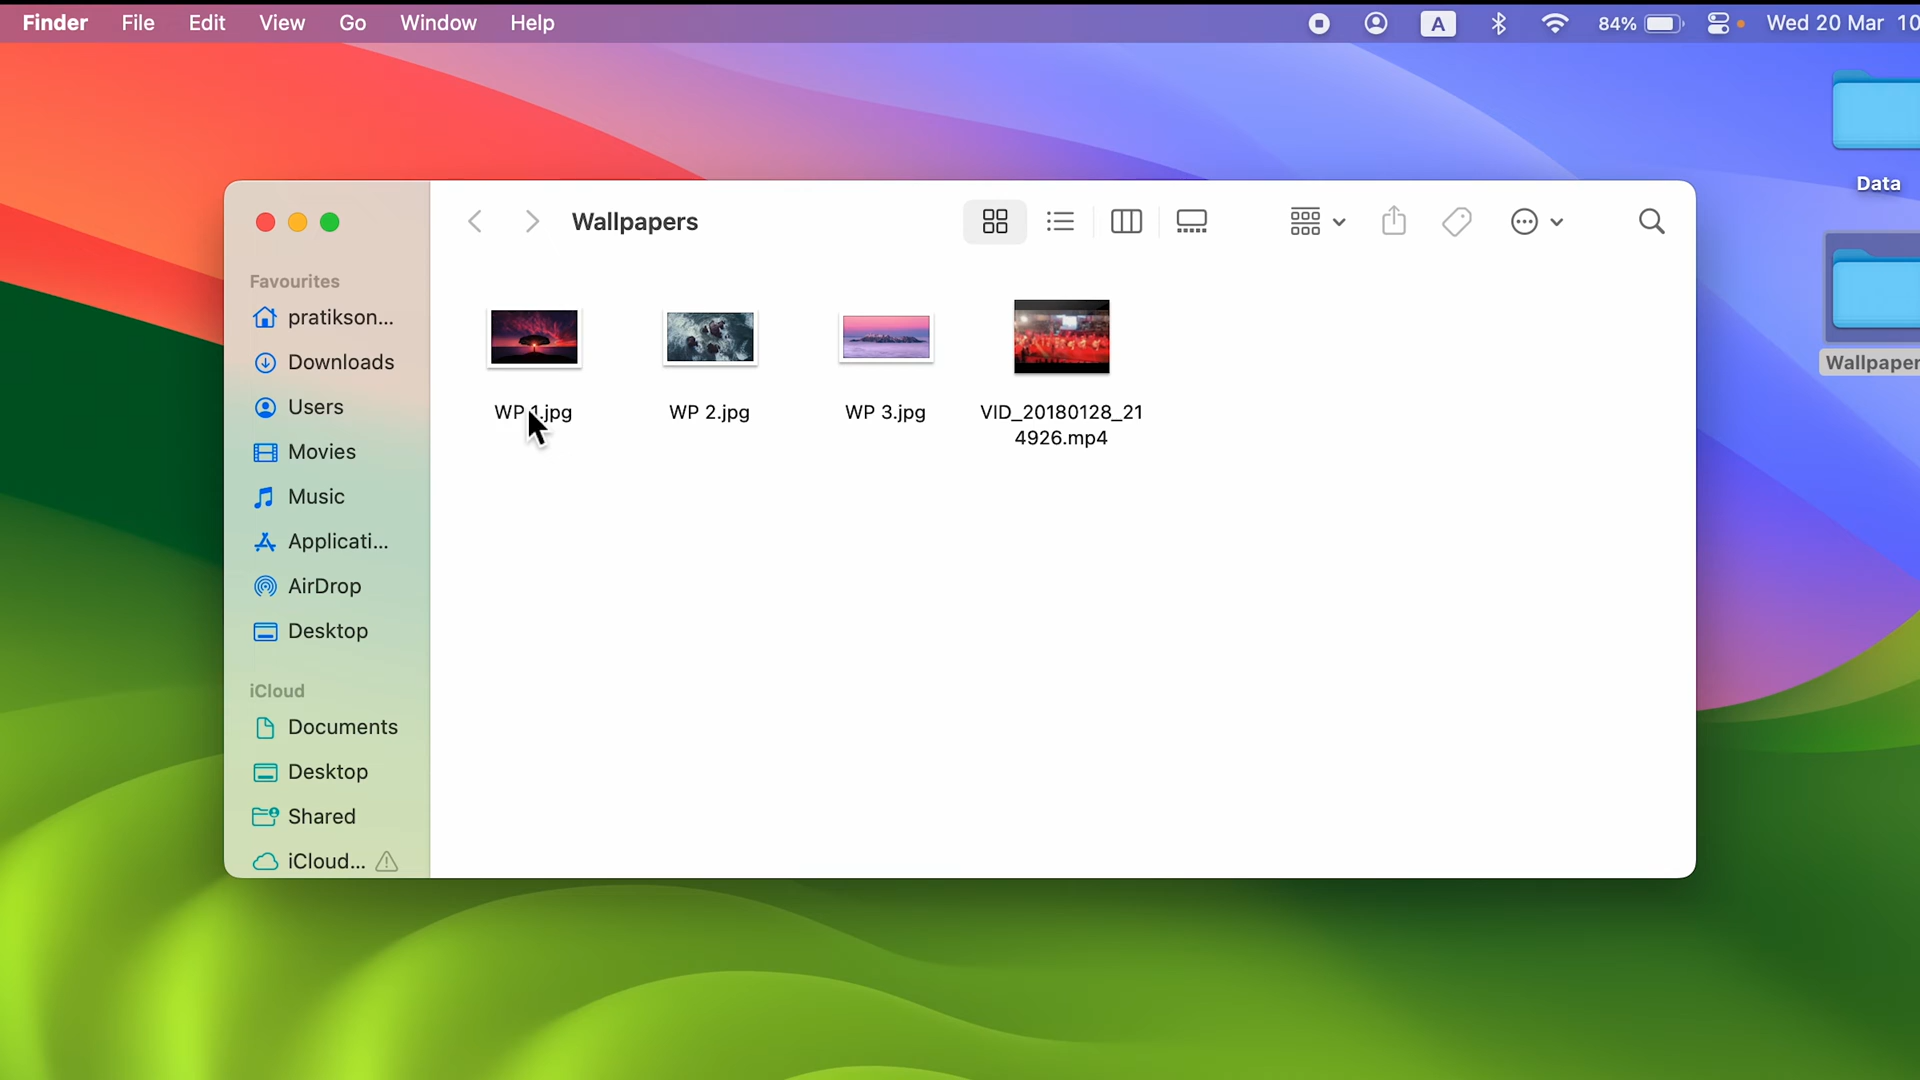 Finder File Edit View Go Window Help A 84% Wed 20 Mar 10
Data
Wallpapers
Favourites
pratikson...
Downloads
Users
Movies
Music
Applicati...
AirDrop
Desktop
iCloud
Documents
Desktop
Shared
iCloud...
WP 1.jpg
WP 2.jpg
WP 3.jpg
VID_20180128_21
4926.mp4
Wallpaper